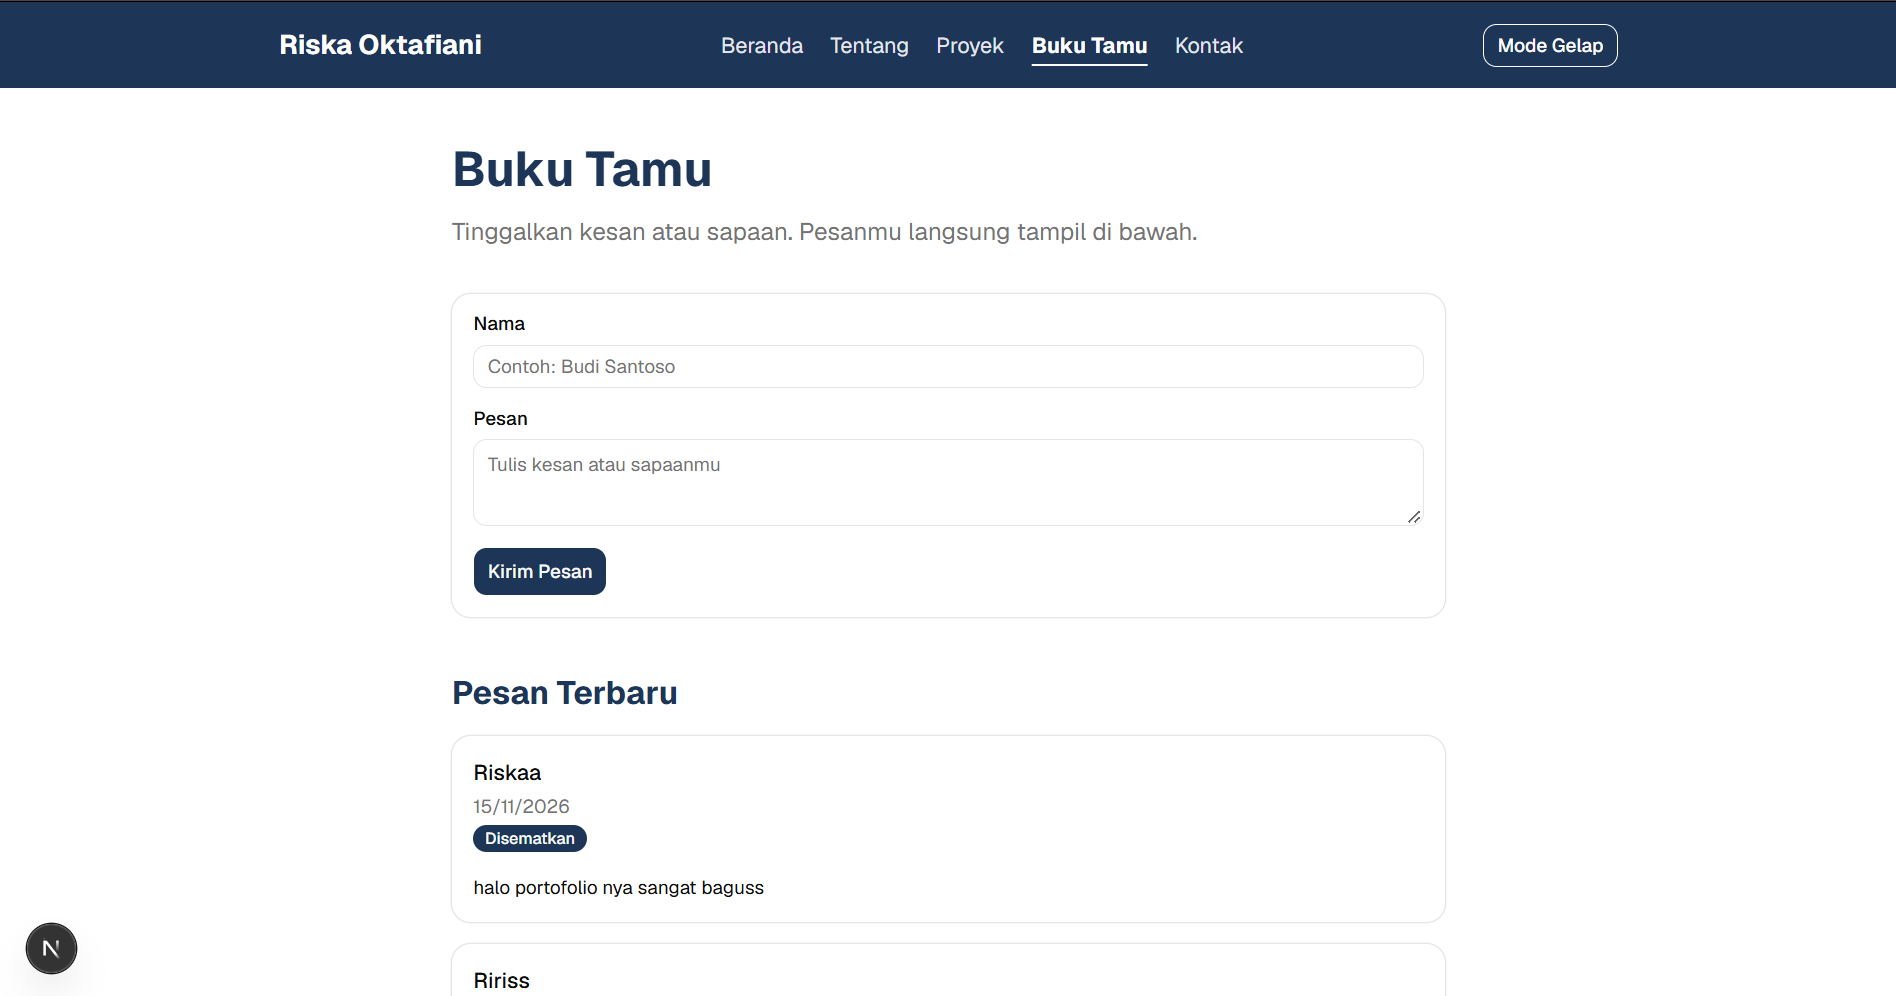 Riska Oktafiani
Beranda Tentang Proyek Buku Tamu Kontak
Mode Gelap
Buku Tamu
Tinggalkan kesan atau sapaan. Pesanmu langsung tampil di bawah.
Nama
Contoh: Budi Santoso
Pesan
Tulis kesan atau sapaanmu
Kirim Pesan
Pesan Terbaru
Riskaa
15/11/2026
Disematkan
halo portofolio nya sangat baguss
N
Ririss